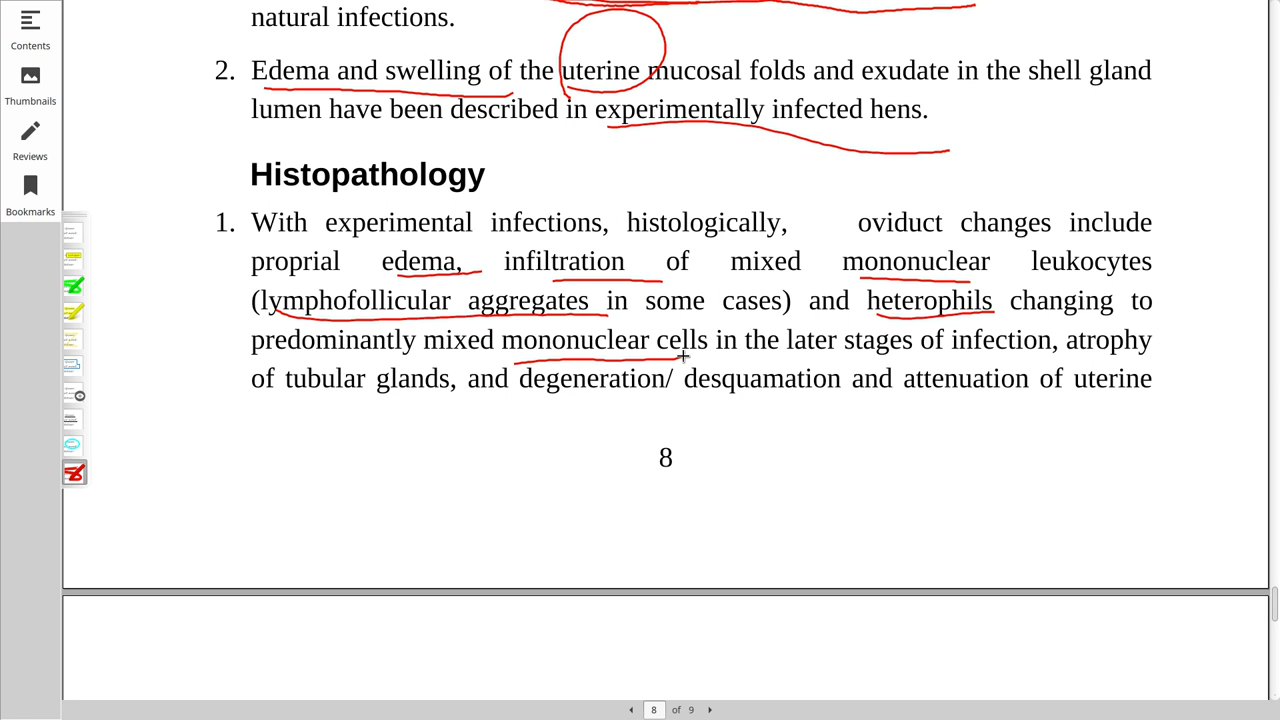 natural infections.
2. Edema and swelling of the uterine mucosal folds and exudate in the shell gland
lumen have been described in experimentally infected hens.
Histopathology
1. With experimental infections, histologically, oviduct changes include
proprial edema, infiltration of mixed mononuclear leukocytes
(lymphofollicular aggregates in some cases) and heterophils changing to
predominantly mixed mononuclear cells in the later stages of infection, atrophy
of tubular glands, and degeneration/ desquamation and attenuation of uterine
8
Contents
Thumbnails
Reviews
Bookmarks
8 of 9